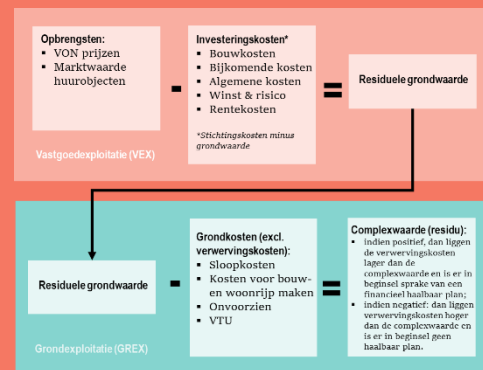 Opbrengsten:
▪ VON prijzen
▪ Marktwaarde
huurobjecten
-
Investeringskosten*
▪ Bouwkosten
▪ Bijkomende kosten
▪ Algemene kosten
▪ Winst & risico
▪ Rentekosten
*Stichtingskosten minus
grondwaarde
=
Residuele grondwaarde
Vastgoedexploitatie (VEX)
Residuele grondwaarde
-
Grondkosten (excl.
verwervingskosten):
▪ Sloopkosten
▪ Kosten voor bouw-
en woonrijp maken
▪ Onvoorzien
▪ VTU
=
Complexwaarde (residu):
▪ indien positief, dan liggen
de verwervingskosten
lager dan de
complexwaarde en is er in
beginsel sprake van een
financieel haalbaar plan;
▪ indien negatief: dan liggen
verwervingskosten hoger
dan de complexwaarde en
is er in beginsel geen
haalbaar plan.
Grondexploitatie (GREX)